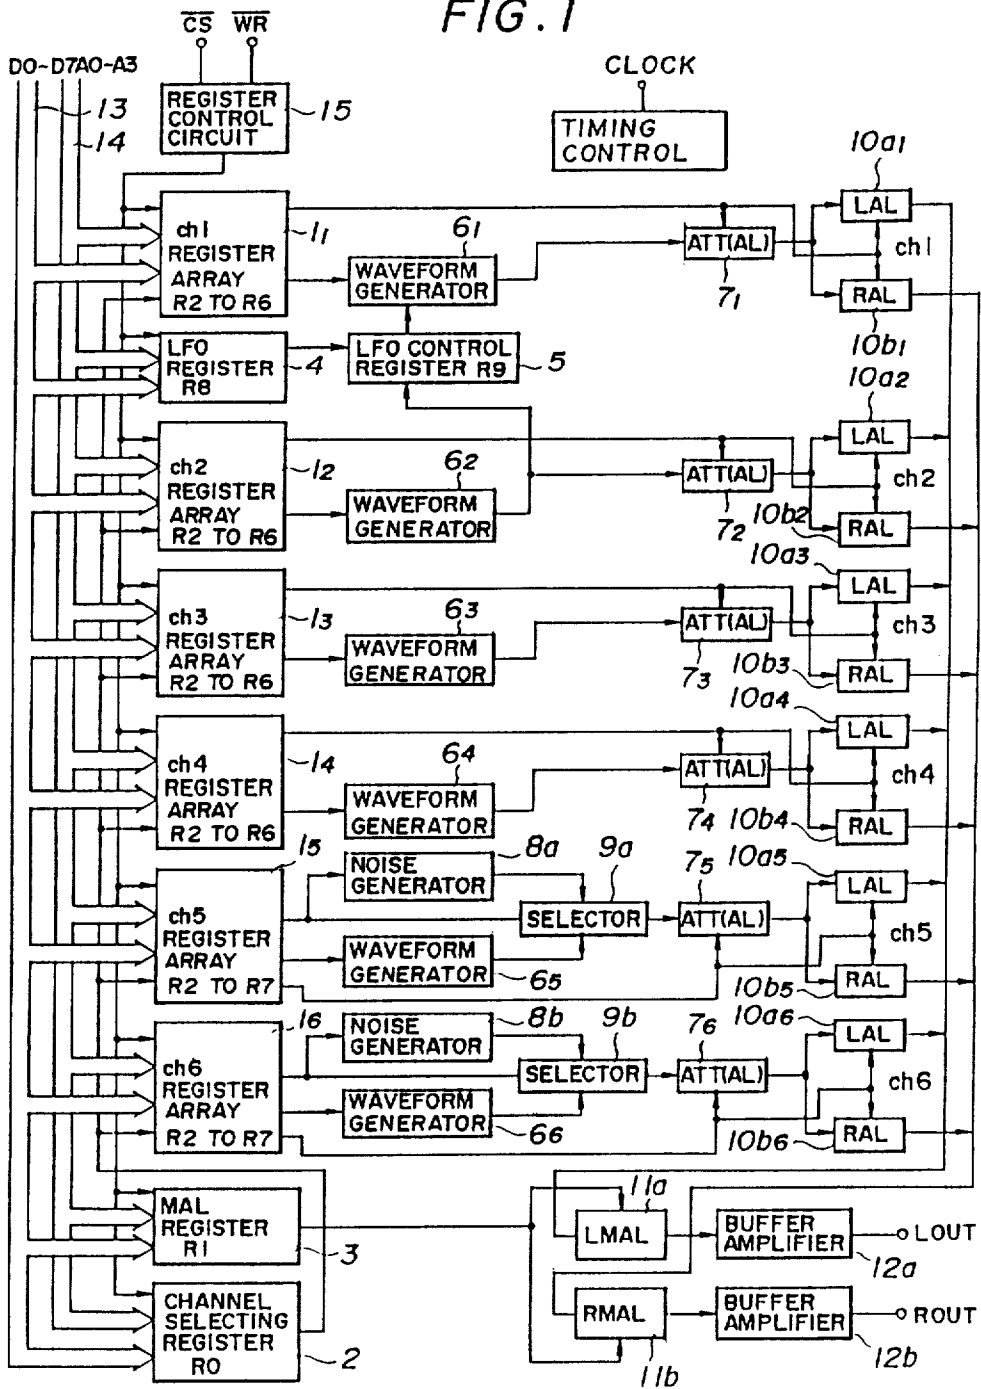 FIG. 1
CS WR
D0-D7 A0-A3
13
14
REGISTER
CONTROL
CIRCUIT
15
CLOCK
TIMING
CONTROL
ch1
REGISTER
ARRAY
R2 TO R6
11
WAVEFORM
GENERATOR
61
ATT(AL)
71
10a1
LAL
ch1
RAL
10b1
LFO
REGISTER
R8
4
LFO CONTROL
REGISTER R9
5
ch2
REGISTER
ARRAY
R2 TO R6
12
WAVEFORM
GENERATOR
62
ATT(AL)
72
10a2
LAL
ch2
RAL
10b2
ch3
REGISTER
ARRAY
R2 TO R6
13
WAVEFORM
GENERATOR
63
ATT(AL)
73
10a3
LAL
ch3
RAL
10b3
ch4
REGISTER
ARRAY
R2 TO R6
14
WAVEFORM
GENERATOR
64
ATT(AL)
74
10a4
LAL
ch4
RAL
10b4
ch5
REGISTER
ARRAY
R2 TO R7
15
NOISE
GENERATOR
8a
WAVEFORM
GENERATOR
65
SELECTOR
9a
ATT(AL)
75
10a5
LAL
ch5
RAL
10b5
ch6
REGISTER
ARRAY
R2 TO R7
16
NOISE
GENERATOR
8b
WAVEFORM
GENERATOR
66
SELECTOR
9b
ATT(AL)
76
10a6
LAL
ch6
RAL
10b6
MAL
REGISTER
R1
3
LMAL
11a
BUFFER
AMPLIFIER
12a
LOUT
CHANNEL
SELECTING
REGISTER
R0
2
RMAL
11b
BUFFER
AMPLIFIER
12b
ROUT